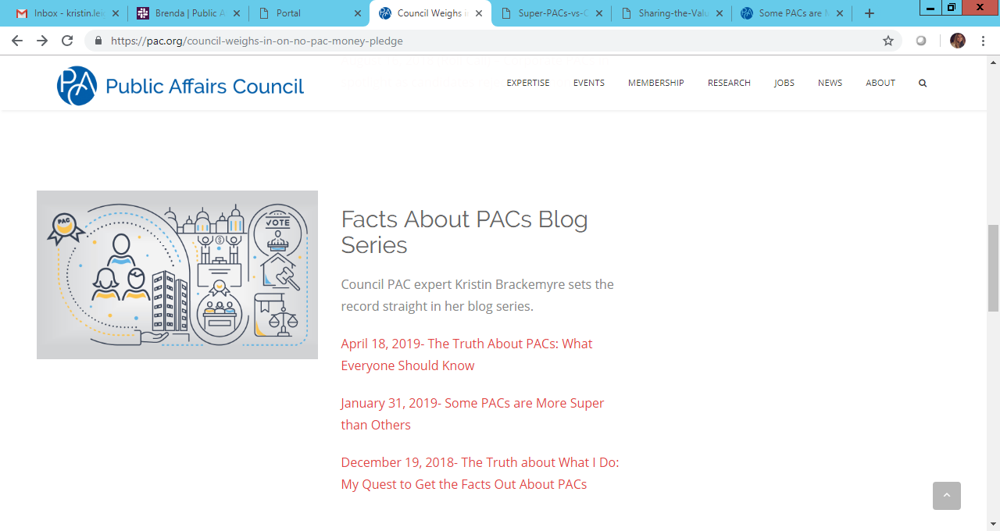 Inbox - kristin.lei
Brenda | Public A
Portal
Council Weighs i
Super-PACs-vs-C
Sharing-the-Valu
Some PACs are M
https://pac.org/council-weighs-in-on-no-pac-money-pledge
PCA
Public Affairs Council
EXPERTISE
EVENTS
MEMBERSHIP
RESEARCH
JOBS
NEWS
ABOUT
PAC
VOTE
$
Facts About PACs Blog
Series
Council PAC expert Kristin Brackemyre sets the
record straight in her blog series.
April 18, 2019- The Truth About PACs: What
Everyone Should Know
January 31, 2019- Some PACs are More Super
than Others
December 19, 2018- The Truth about What I Do:
My Quest to Get the Facts Out About PACs